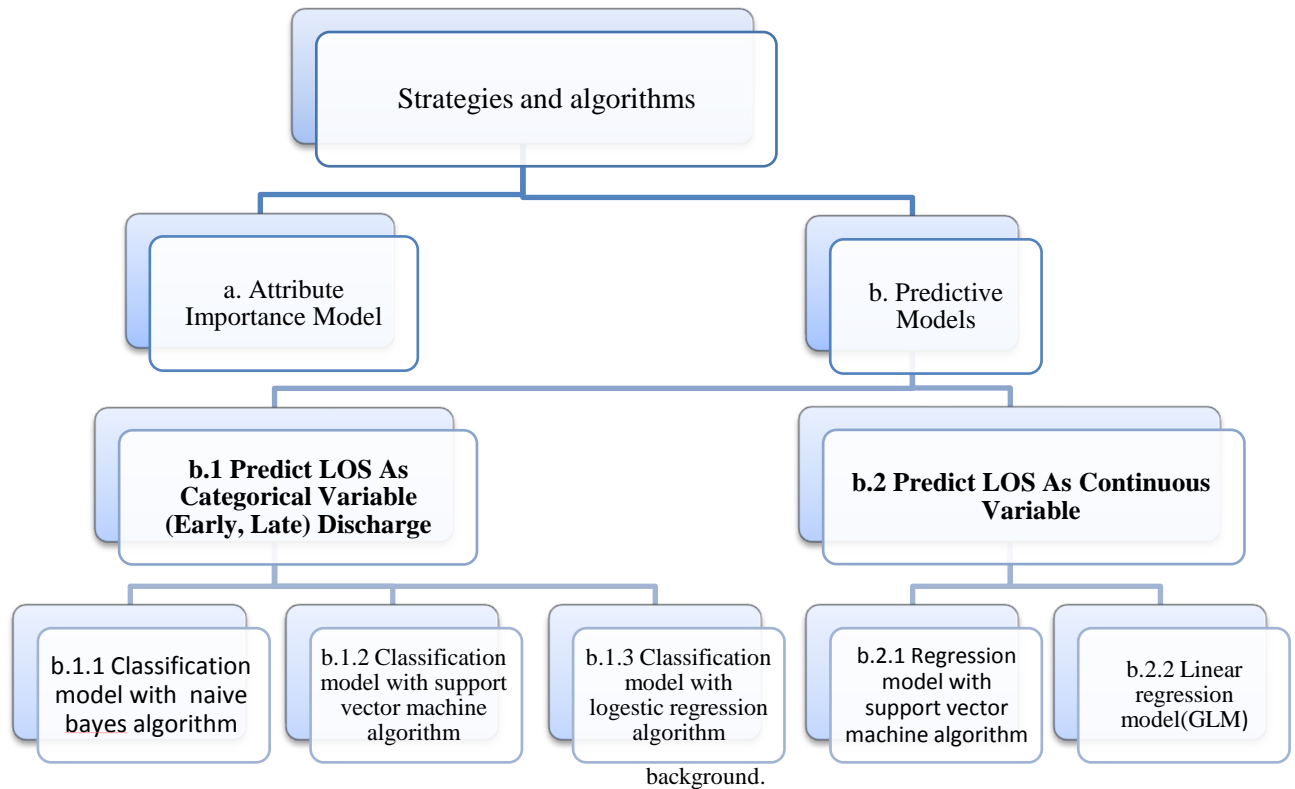 Strategies and algorithms
a. Attribute
Importance Model
b. Predictive
Models
b.1 Predict LOS As
Categorical Variable
(Early, Late) Discharge
b.2 Predict LOS As Continuous
Variable
b.1.1 Classification
model with naive
bayes algorithm
b.1.2 Classification
model with support
vector machine
algorithm
b.1.3 Classification
model with
logestic regression
algorithm
b.2.1 Regression
model with
support vector
machine algorithm
b.2.2 Linear
regression
model(GLM)
background.